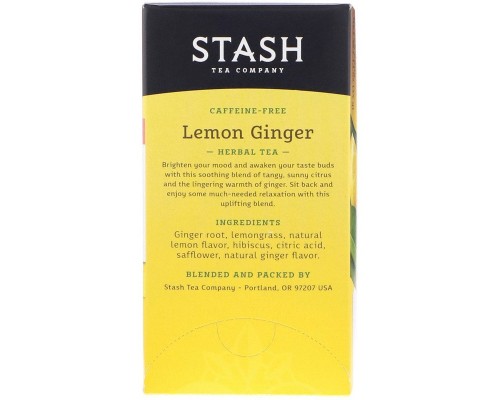 STASH
TEA COMPANY
CAFFEINE-FREE
Lemon Ginger
— HERBAL TEA —
Brighten your mood and awaken your taste buds
with this soothing blend of tangy, sunny citrus
and the lingering warmth of ginger. Sit back and
enjoy some much-needed relaxation with this
uplifting blend.
INGREDIENTS
Ginger root, lemongrass, natural
lemon flavor, hibiscus, citric acid,
safflower, natural ginger flavor.
BLENDED AND PACKED BY
Stash Tea Company • Portland, OR 97207 USA